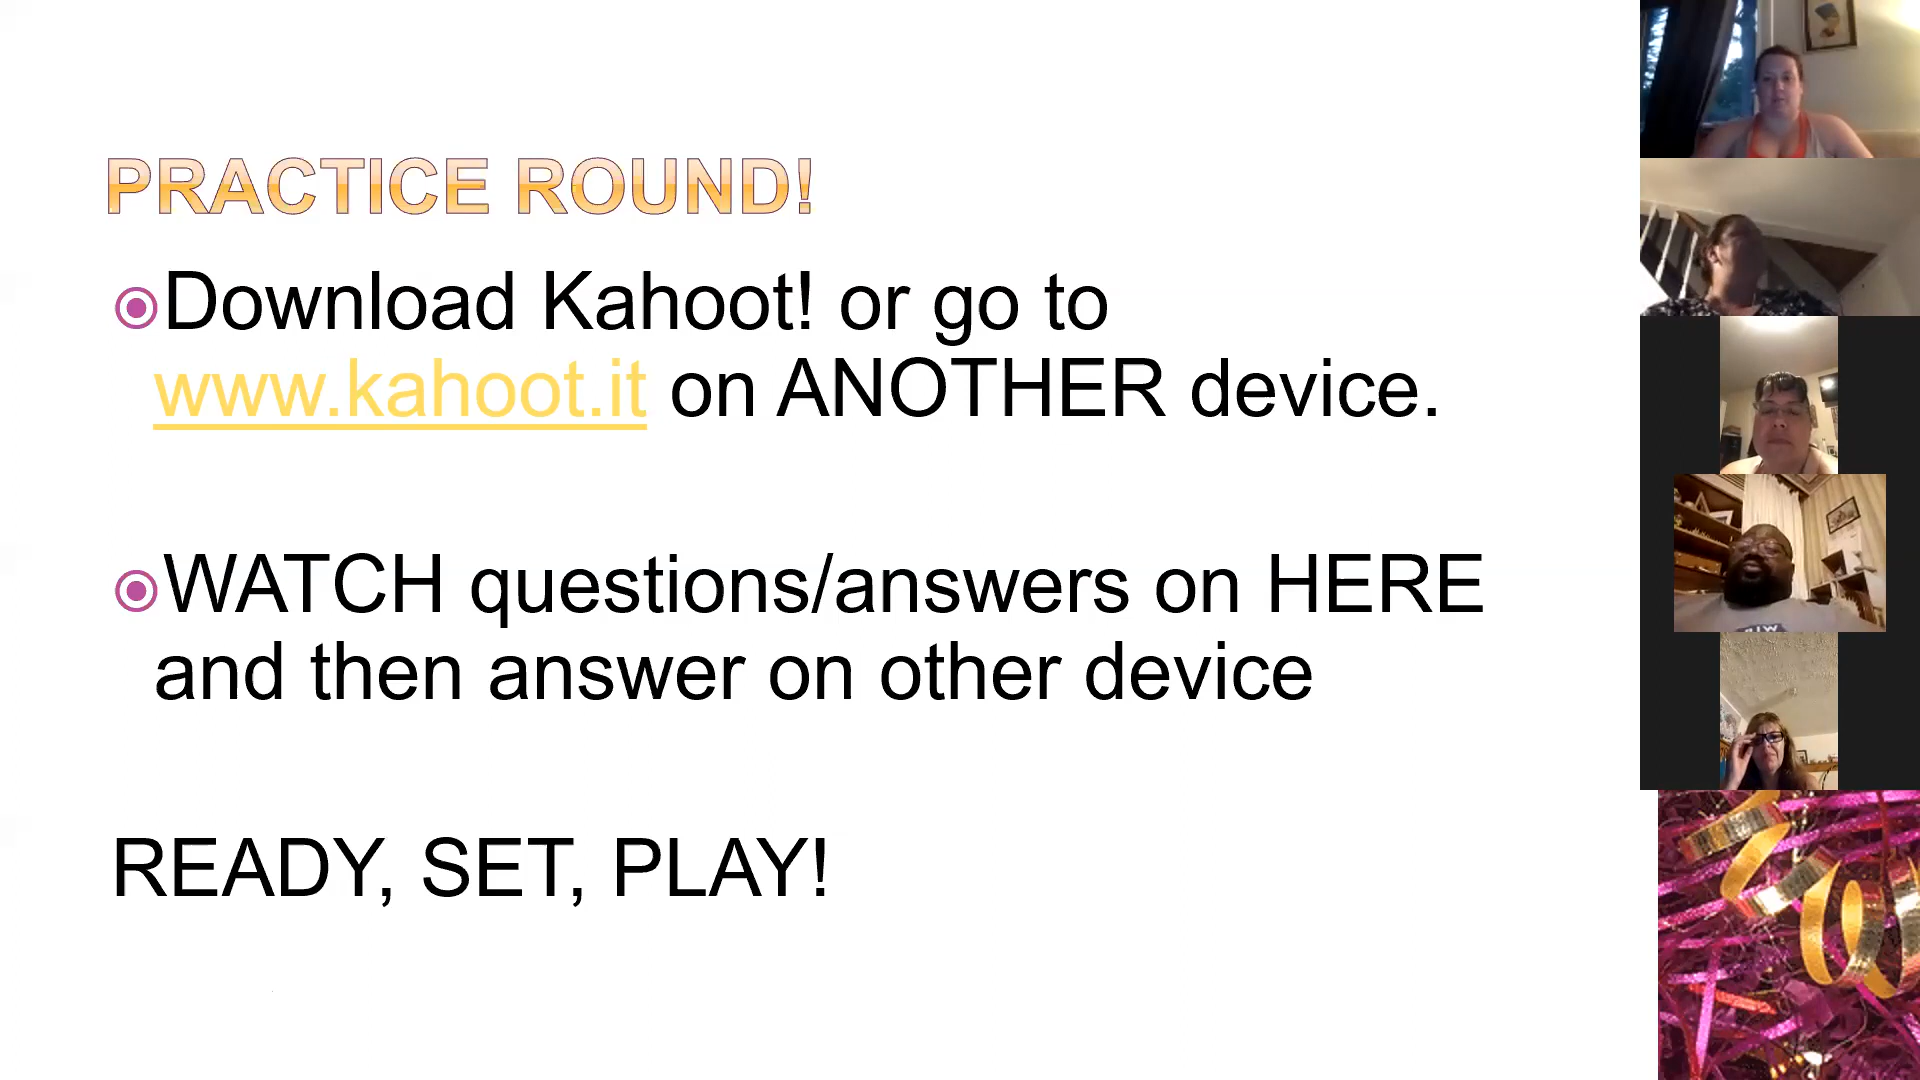 PRACTICE ROUND!
Download Kahoot! or go to
www.kahoot.it on ANOTHER device.
WATCH questions/answers on HERE
and then answer on other device
READY, SET, PLAY!